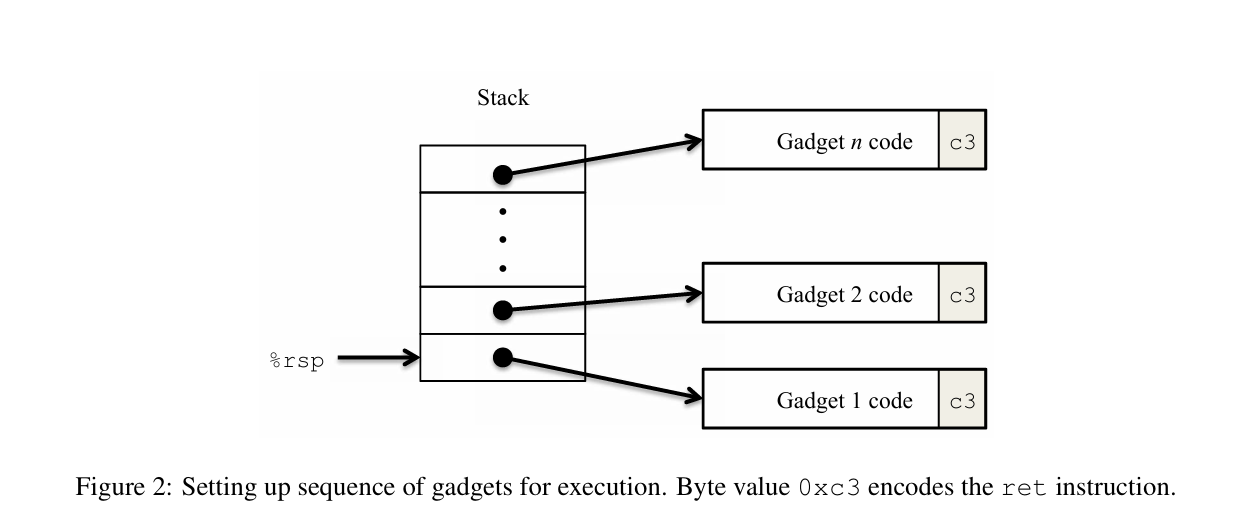 Stack
Gadget n code c3
Gadget 2 code c3
%rsp
Gadget 1 code c3
Figure 2: Setting up sequence of gadgets for execution. Byte value 0xc3 encodes the ret instruction.